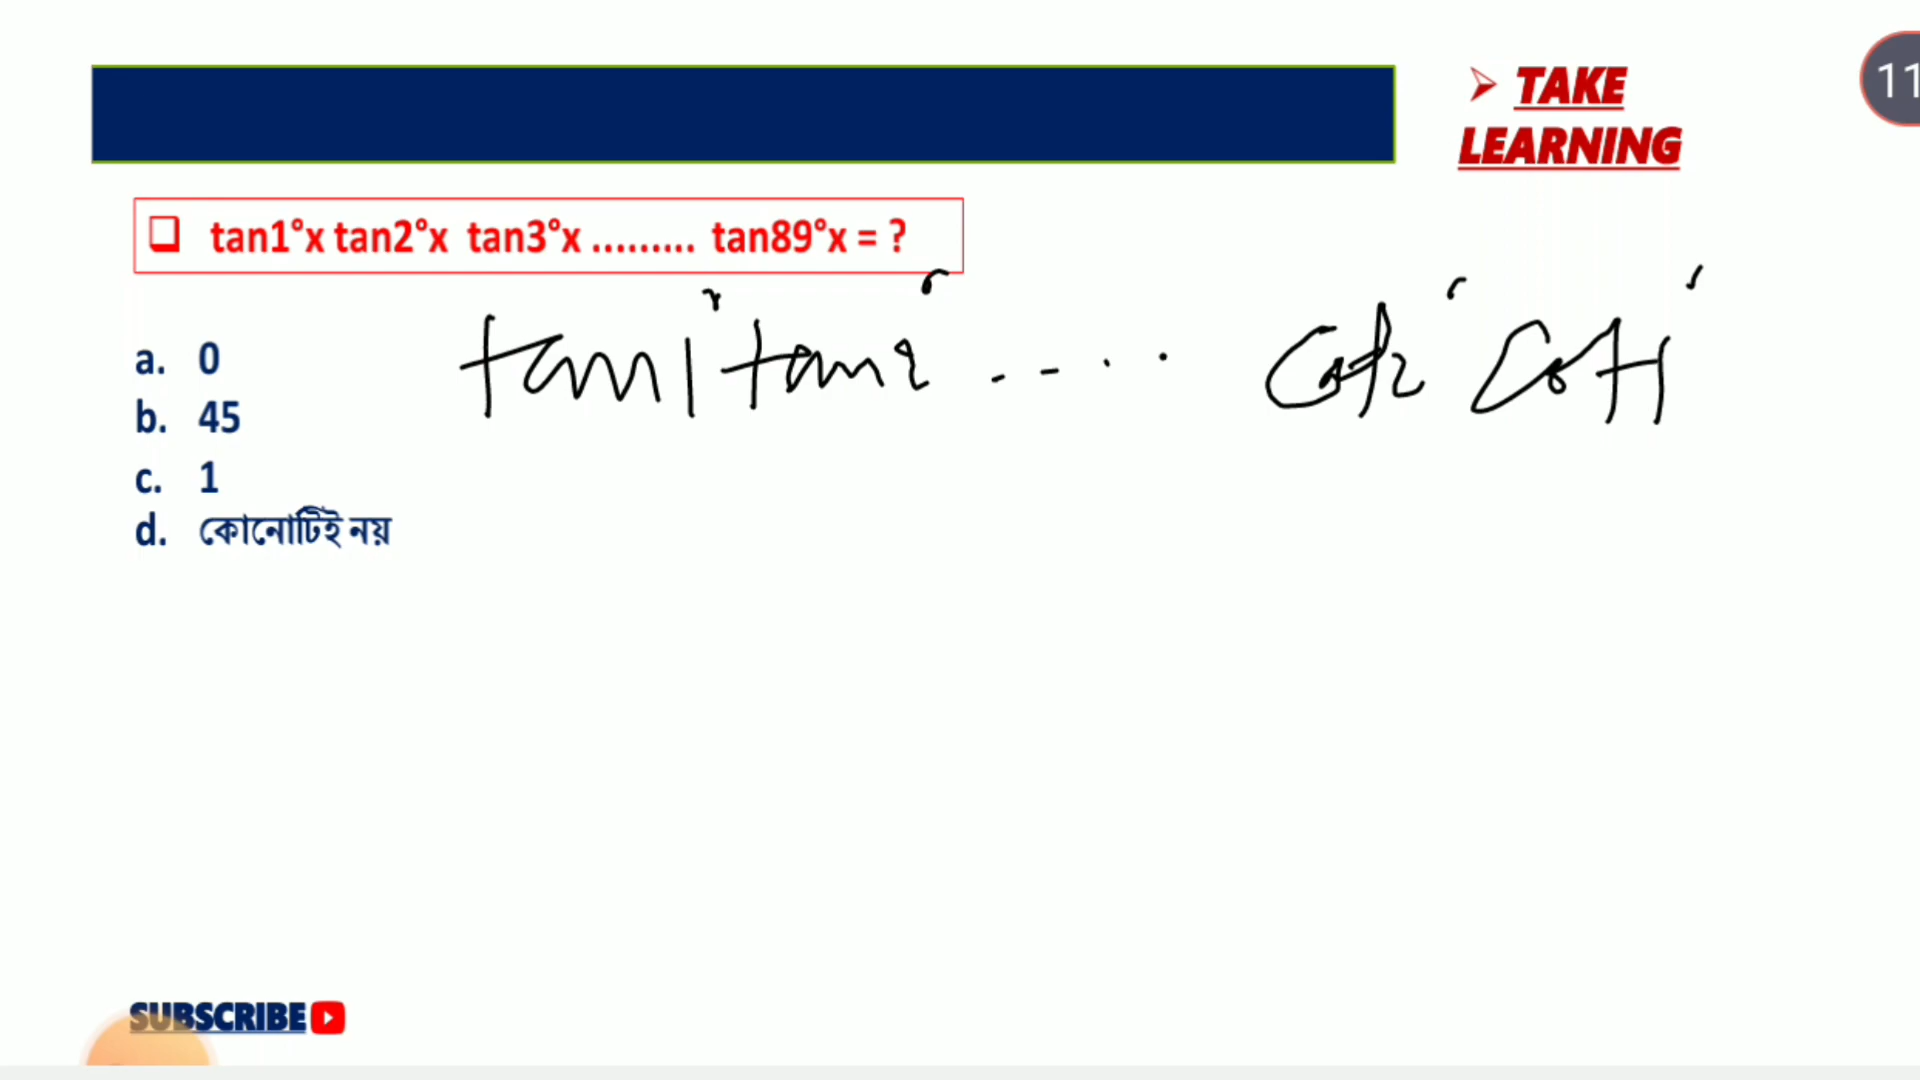 TAKE
LEARNING
11
tan1°x tan2°x tan3°x ......... tan89°x = ?
tan1° tan2° ---- cot2° cot1°
a. 0
b. 45
c. 1
d. কোনোটিই নয়
SUBSCRIBE